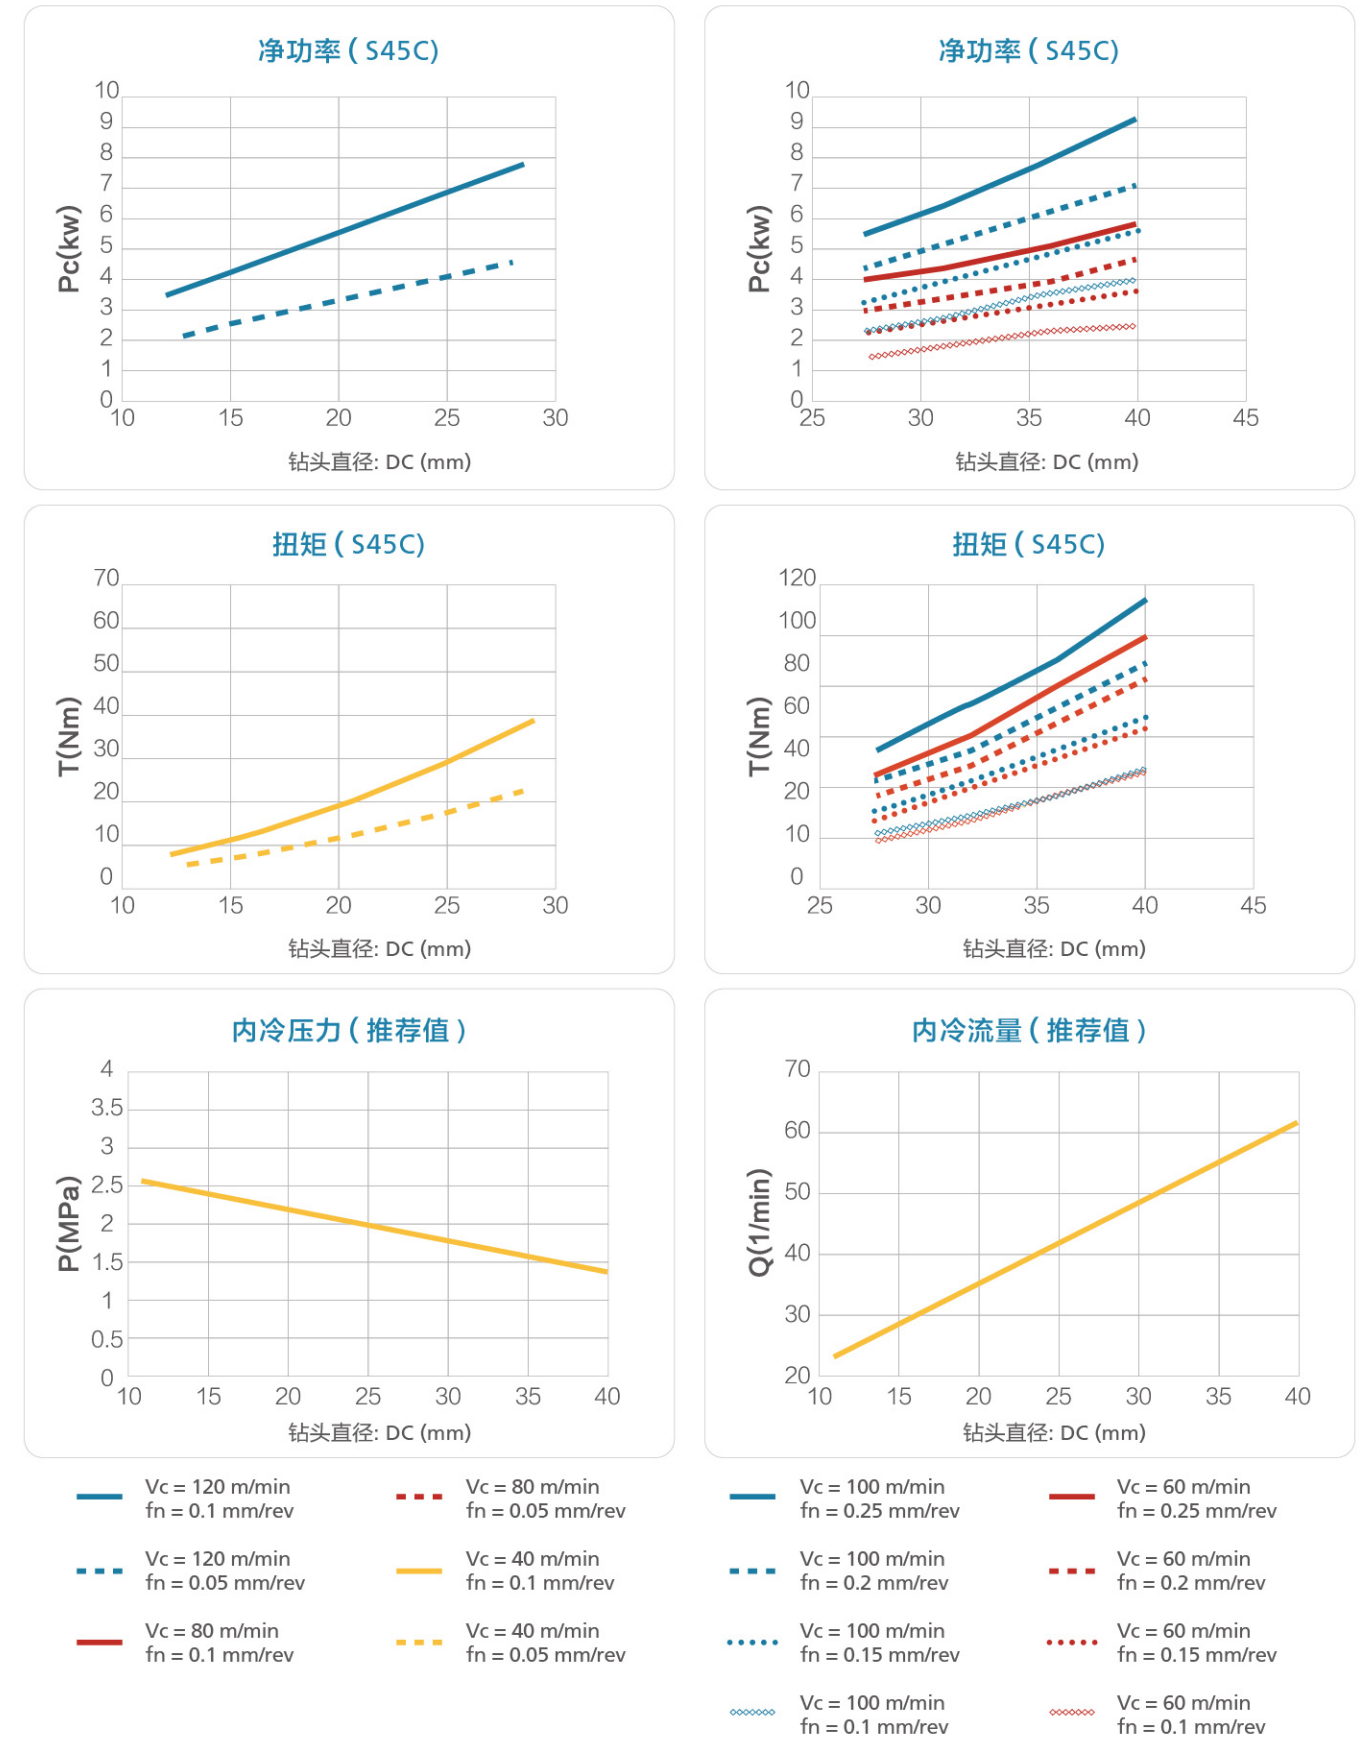 净功率 ( S45C)
10
9
8
7
6
5
4
3
2
1
0
Pc(kw)
10 15 20 25 30
钻头直径: DC (mm)
净功率 ( S45C)
10
9
8
7
6
5
4
3
2
1
0
Pc(kw)
25 30 35 40 45
钻头直径: DC (mm)
扭矩 ( S45C)
70
60
50
40
30
20
10
0
T(Nm)
10 15 20 25 30
钻头直径: DC (mm)
扭矩 ( S45C)
120
100
80
60
40
20
10
0
T(Nm)
25 30 35 40 45
钻头直径: DC (mm)
内冷压力 ( 推荐值 )
4
3.5
3
2.5
2
1.5
1
0.5
0
P(MPa)
10 15 20 25 30 35 40
钻头直径: DC (mm)
内冷流量 ( 推荐值 )
70
60
50
40
30
20
Q(1/min)
10 15 20 25 30 35 40
钻头直径: DC (mm)
Vc = 120 m/min
fn = 0.1 mm/rev
Vc = 120 m/min
fn = 0.05 mm/rev
Vc = 80 m/min
fn = 0.1 mm/rev
Vc = 80 m/min
fn = 0.05 mm/rev
Vc = 40 m/min
fn = 0.1 mm/rev
Vc = 40 m/min
fn = 0.05 mm/rev
Vc = 100 m/min
fn = 0.25 mm/rev
Vc = 100 m/min
fn = 0.2 mm/rev
Vc = 100 m/min
fn = 0.15 mm/rev
Vc = 100 m/min
fn = 0.1 mm/rev
Vc = 60 m/min
fn = 0.25 mm/rev
Vc = 60 m/min
fn = 0.2 mm/rev
Vc = 60 m/min
fn = 0.15 mm/rev
Vc = 60 m/min
fn = 0.1 mm/rev